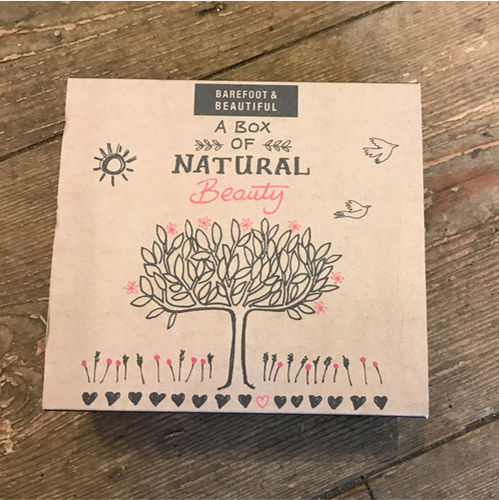 BAREFOOT &
BEAUTIFUL
A BOX
OF
NATURAL
Beauty